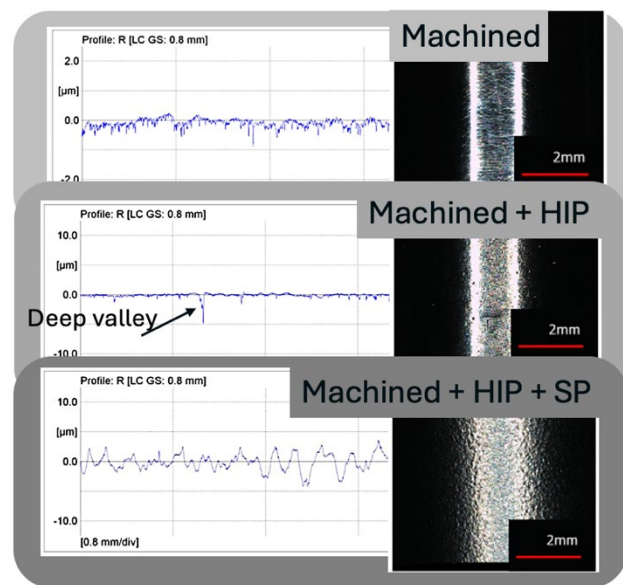 Profile: R [LC GS: 0.8 mm]
Machined
2.0
[µm]
0.0
-2.0
2mm
Profile: R [LC GS: 0.8 mm]
Machined + HIP
10.0
[µm]
0.0
Deep valley
-10.0
2mm
Profile: R [LC GS: 0.8 mm]
Machined + HIP + SP
10.0
[µm]
0.0
-10.0
[0.8 mm/div]
2mm